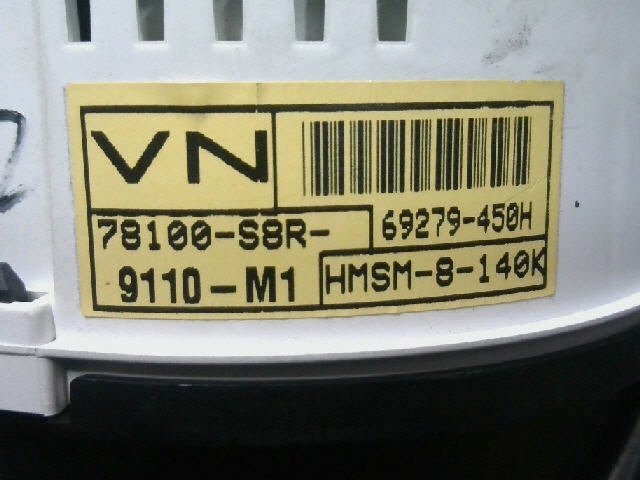 VN
69279-450H
78100-S8R-
9110-M1
HMSM-8-140K